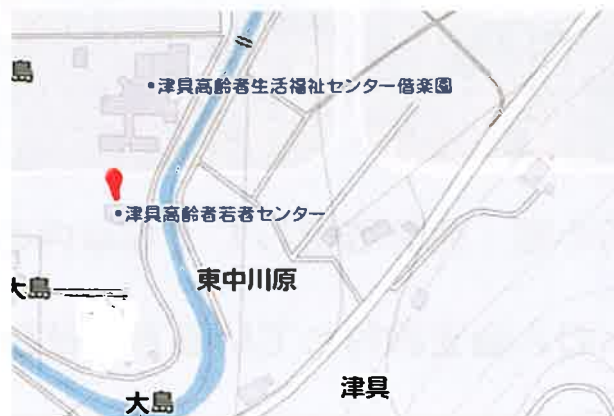 島
•津具高齢者生活福祉センター偕楽園
•津具高齢者若者センター
大島
東中川原
津具
大島